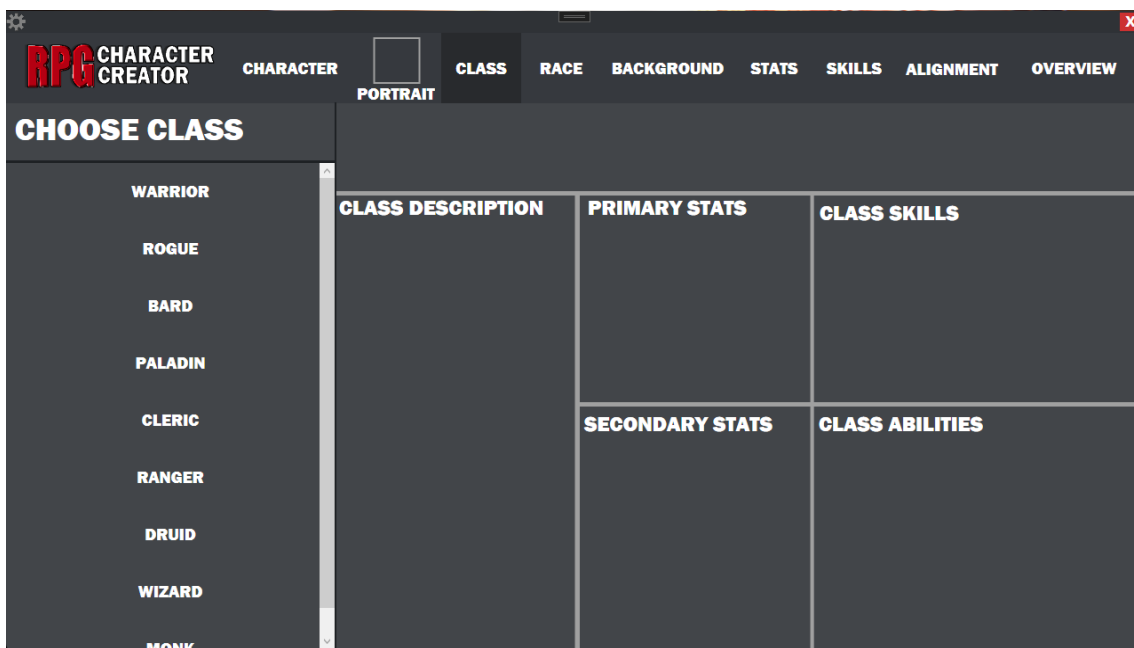 X
RPG CHARACTER CREATOR
CHARACTER
PORTRAIT
CLASS
RACE
BACKGROUND
STATS
SKILLS
ALIGNMENT
OVERVIEW
CHOOSE CLASS
WARRIOR
ROGUE
BARD
PALADIN
CLERIC
RANGER
DRUID
WIZARD
MONK
CLASS DESCRIPTION
PRIMARY STATS
CLASS SKILLS
SECONDARY STATS
CLASS ABILITIES